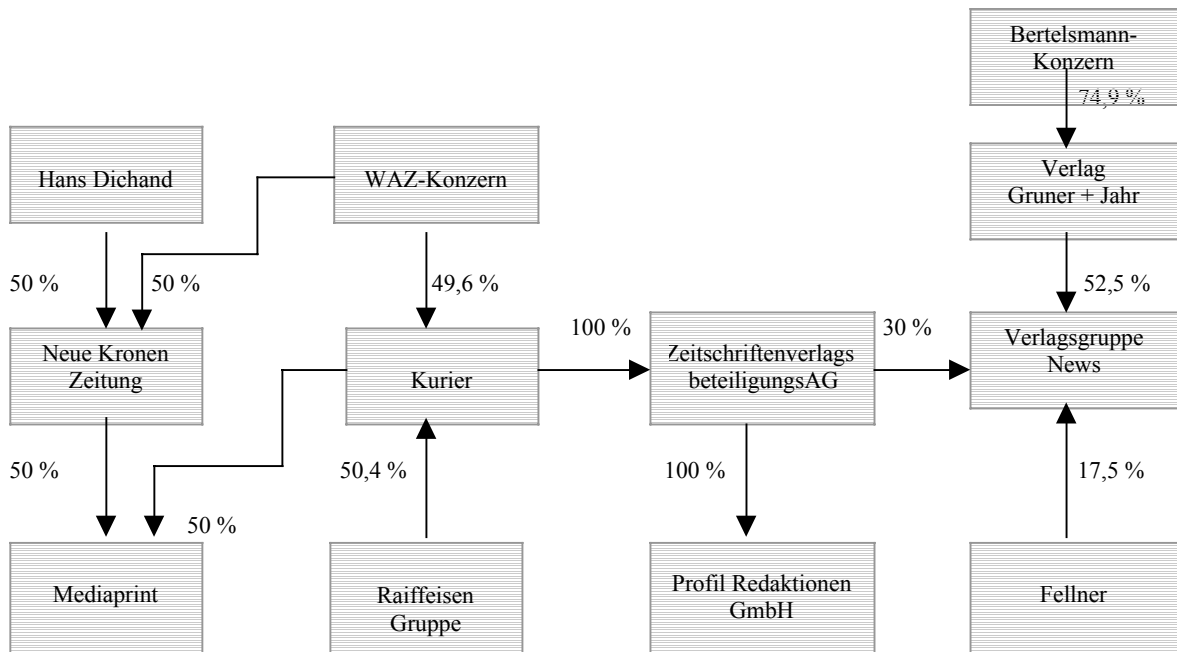 Bertelsmann-
Konzern
74,9 %
Hans Dichand
WAZ-Konzern
Verlag
Gruner + Jahr
50 %
50 %
49,6 %
52,5 %
100 %
30 %
Neue Kronen
Zeitung
Kurier
Zeitschriftenverlags
beteiligungsAG
Verlagsgruppe
News
50 %
50 %
50,4 %
100 %
17,5 %
Mediaprint
Raiffeisen
Gruppe
Profil Redaktionen
GmbH
Fellner